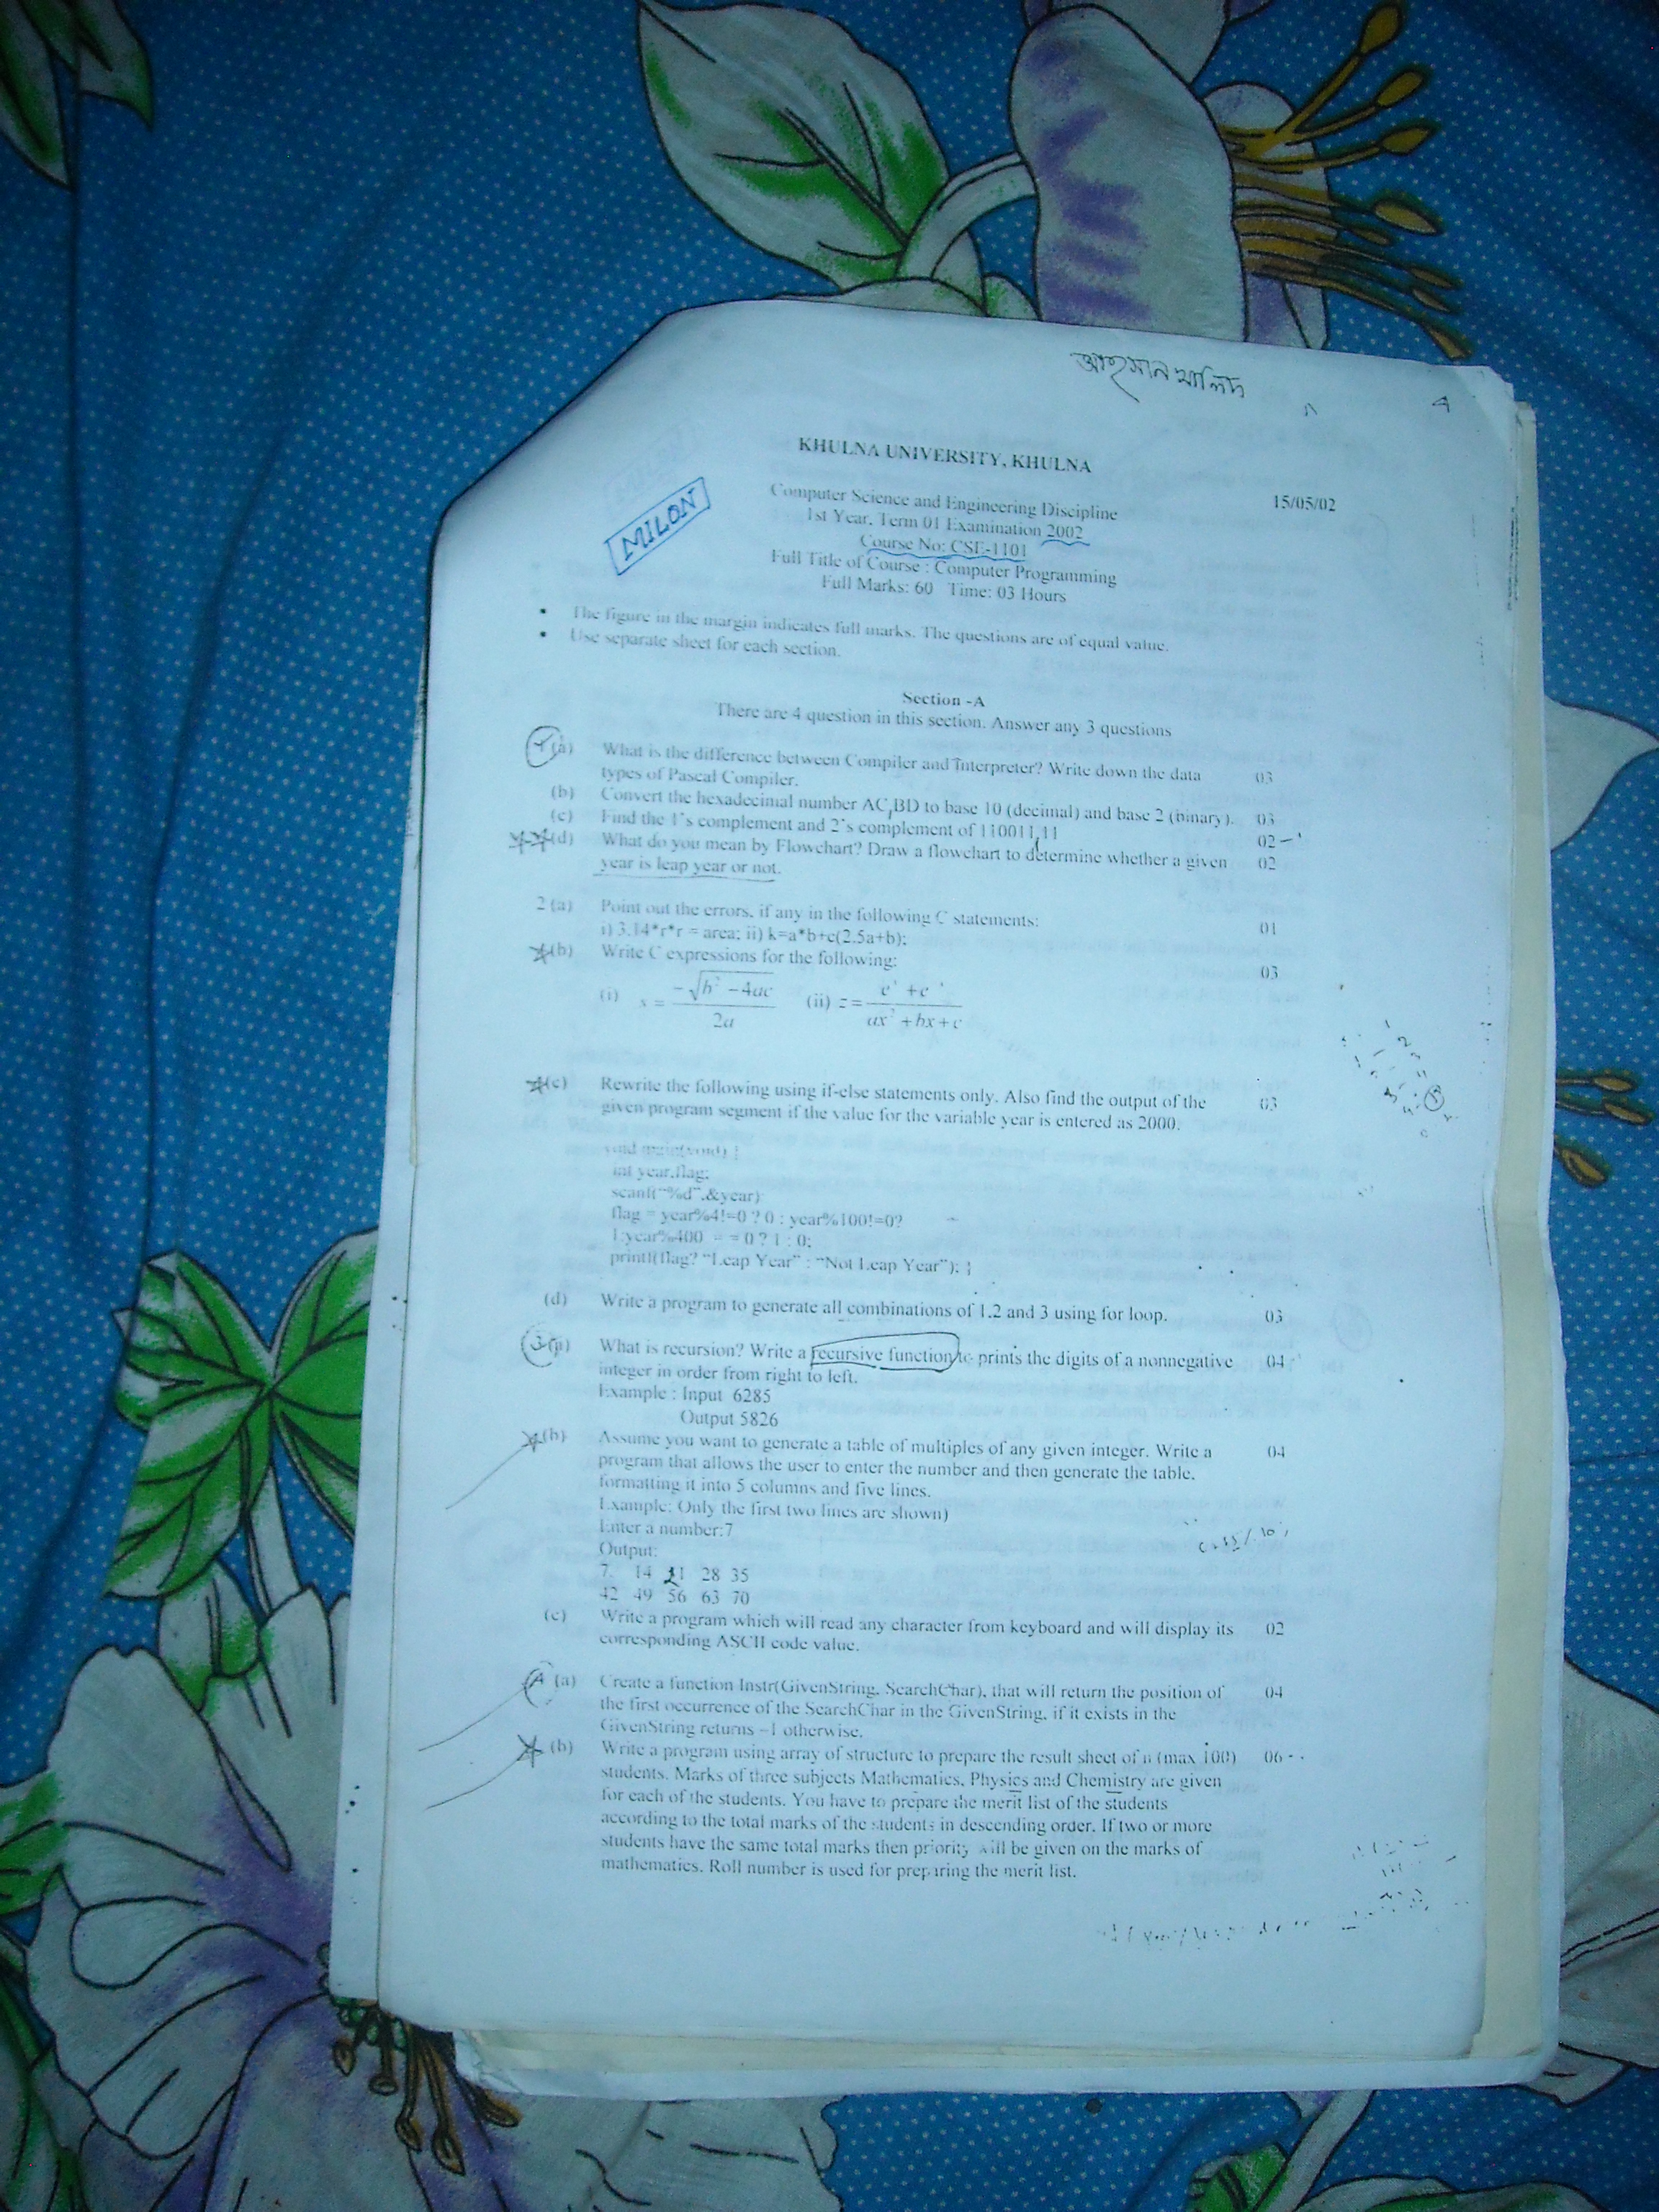 আহসান খালিদ
KHULNA UNIVERSITY, KHULNA
15/05/02
MILON
Computer Science and Engineering Discipline
1st Year, Term 01 Examination 2002
Course No: CSE-1101
Full Title of Course : Computer Programming
Full Marks: 60 Time: 03 Hours
• The figure in the margin indicates full marks. The questions are of equal value.
• Use separate sheet for each section.
Section -A
There are 4 question in this section. Answer any 3 questions
1 (a) What is the difference between Compiler and Interpreter? Write down the data 03
types of Pascal Compiler.
(b) Convert the hexadecimal number AC.BD to base 10 (decimal) and base 2 (binary). 03
(c) Find the 1's complement and 2's complement of 110011.11 02
(d) What do you mean by Flowchart? Draw a flowchart to determine whether a given 02
year is leap year or not.
2 (a) Point out the errors, if any in the following C statements: 01
i) 3.14*r*r = area; ii) k=a*b+c(2.5a+b);
(b) Write C expressions for the following: 03
(i) x = -√b² - 4ac / 2a (ii) z =  / ax² + bx + c
(c) Rewrite the following using if-else statements only. Also find the output of the 03
given program segment if the value for the variable year is entered as 2000.
void main(void) {
int year,flag;
scanf("%d",&year)
flag = year%4!=0 ? 0 : year%100!=0?
1:year%400 = = 0 ? 1 : 0;
printf(flag? "Leap Year" : "Not Leap Year"); }
(d) Write a program to generate all combinations of 1,2 and 3 using for loop. 03
3 (a) What is recursion? Write a recursive function to prints the digits of a nonnegative 04
integer in order from right to left.
Example : Input 6285
Output 5826
(b) Assume you want to generate a table of multiples of any given integer. Write a 04
program that allows the user to enter the number and then generate the table,
formatting it into 5 columns and five lines.
Example: Only the first two lines are shown)
Enter a number:7
Output:
7 14 21 28 35
42 49 56 63 70
(c) Write a program which will read any character from keyboard and will display its 02
corresponding ASCII code value.
4 (a) Create a function Instr(GivenString, SearchChar), that will return the position of 04
the first occurrence of the SearchChar in the GivenString, if it exists in the
GivenString returns -1 otherwise.
(b) Write a program using array of structure to prepare the result sheet of n (max 100) 06
students. Marks of three subjects Mathematics, Physics and Chemistry are given
for each of the students. You have to prepare the merit list of the students
according to the total marks of the students in descending order. If two or more
students have the same total marks then priority will be given on the marks of
mathematics. Roll number is used for preparing the merit list.